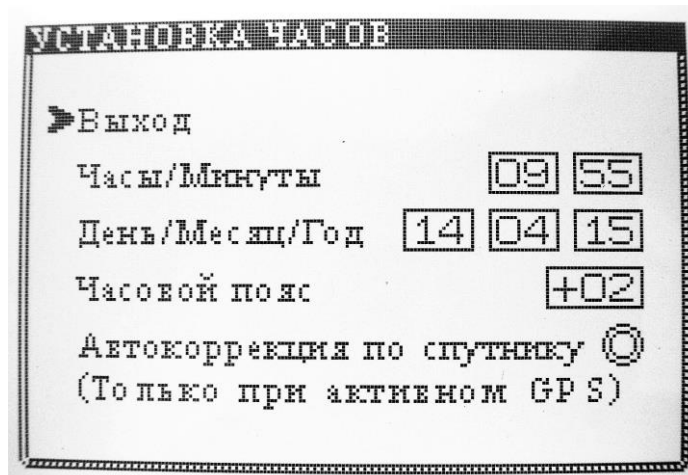 УСТАНОВКА ЧАСОВ
Выход
Часы/Минуты 09 55
День/Месяц/Год 14 04 15
Часовой пояс +02
Автокоррекция по спутнику
(Только при активном GPS)